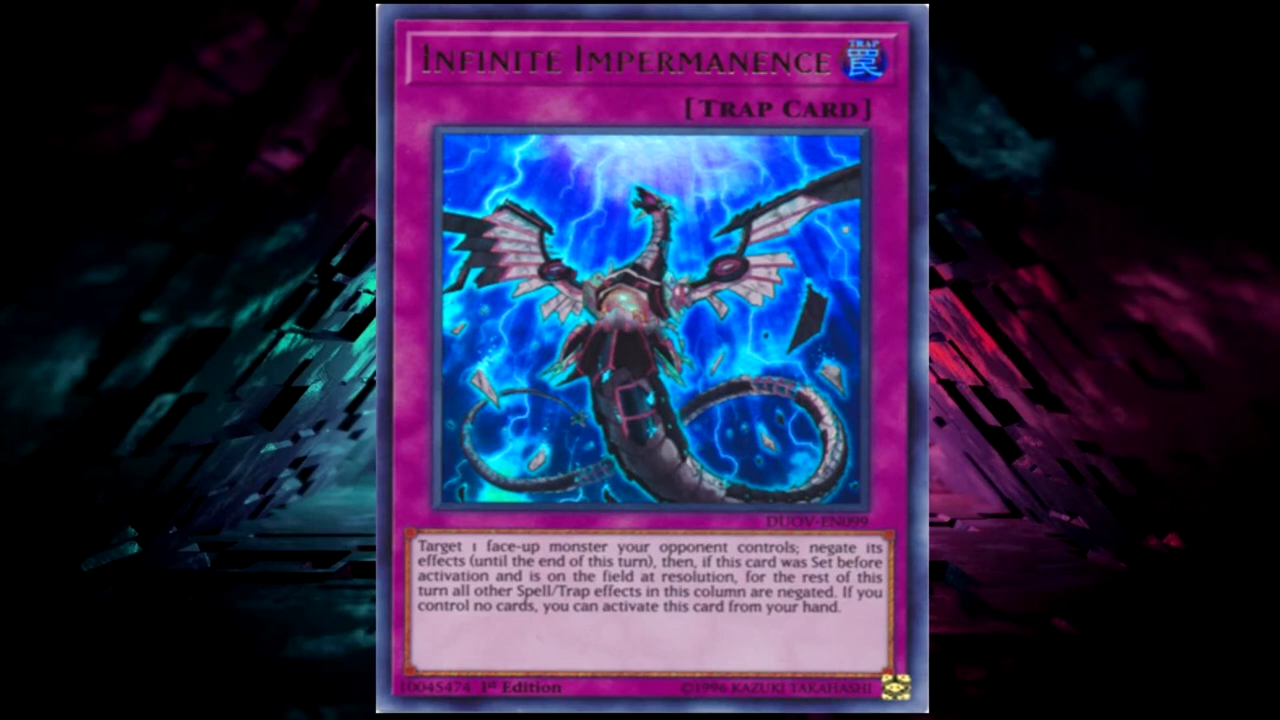 INFINITE IMPERMANENCE
TRAP
罠
[TRAP CARD]
DUOV-EN099
Target 1 face-up monster your opponent controls; negate its
effects (until the end of this turn), then, if this card was Set before
activation and is on the field at resolution, for the rest of this
turn all other Spell/Trap effects in this column are negated. If you
control no cards, you can activate this card from your hand.
10045474 1st Edition
©1996 KAZUKI TAKAHASHI